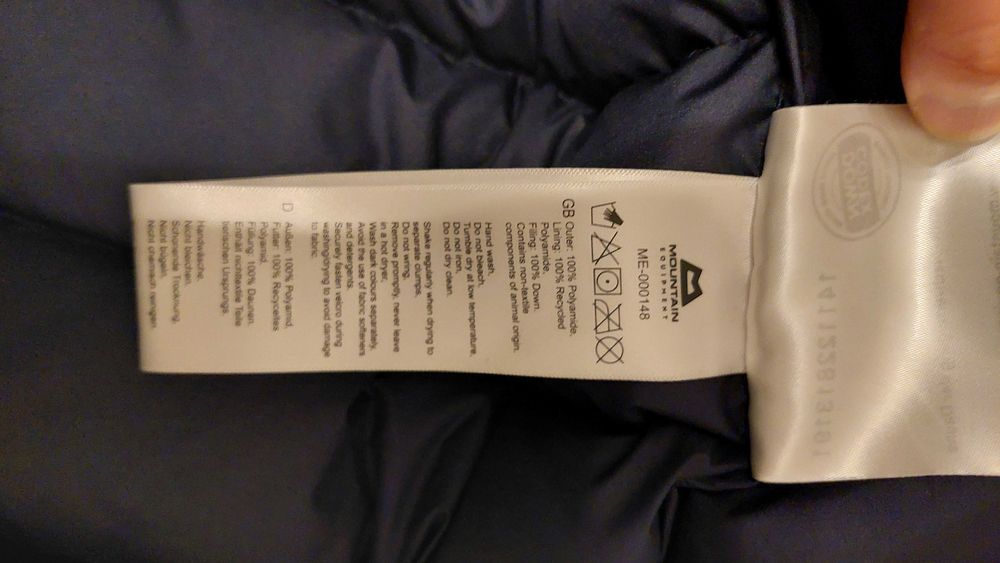 MOUNTAIN
EQUIPMENT
ME-000148
GB Outer: 100% Polyamide.
Lining: 100% Recycled
Polyamide.
Filling: 100% Down.
Contains non-textile
components of animal origin.
Hand wash.
Do not bleach.
Tumble dry at low temperature.
Do not iron.
Do not dry clean.
Shake regularly when drying to
separate clumps.
Do not wring.
Remove promptly, never leave
in a hot dryer.
Wash dark colours separately.
Avoid the use of fabric softeners
and detergents.
Securely fasten velcro during
washing/drying to avoid damage
to fabric.
D Außen: 100% Polyamid.
Futter: 100% Recyceltes
Polyamid.
Füllung: 100% Daunen.
Enthält nichttextile Teile
tierischen Ursprungs.
Handwäsche.
Nicht bleichen.
Schonende Trocknung.
Nicht bügeln.
Nicht chemisch reinigen.
DOWN